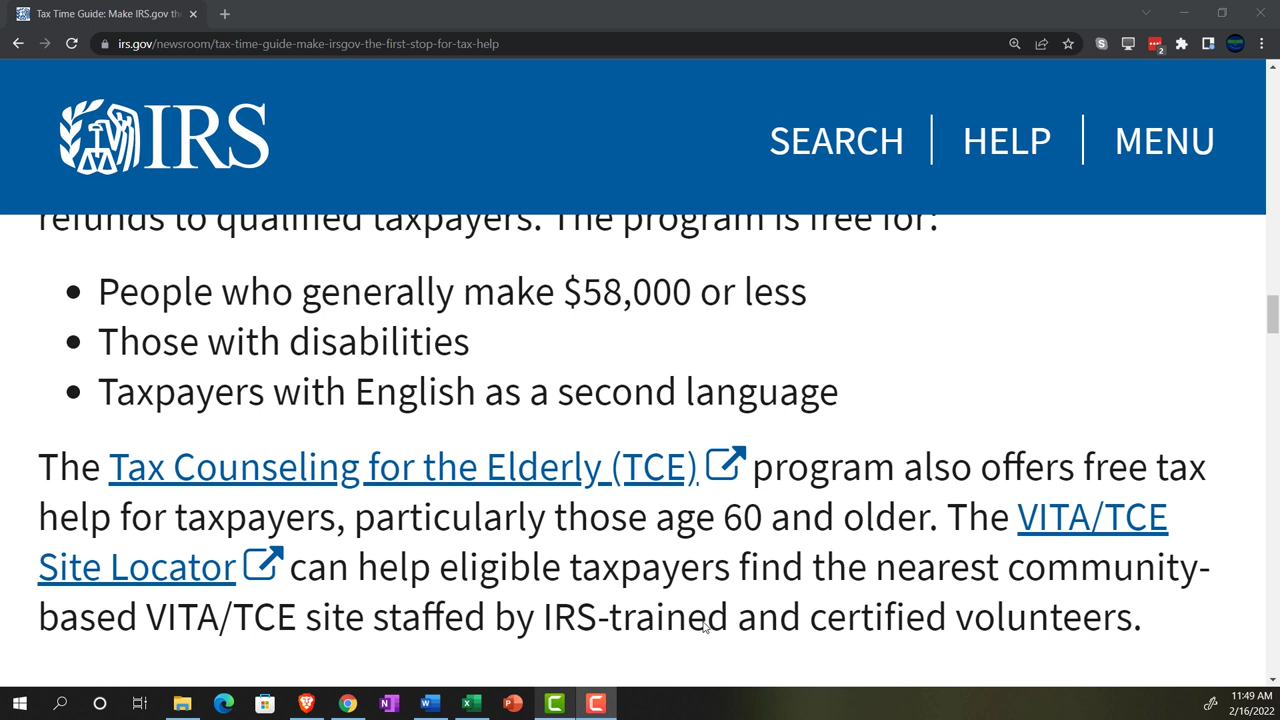 Tax Time Guide: Make IRS.gov th
irs.gov/newsroom/tax-time-guide-make-irsgov-the-first-stop-for-tax-help
2
IRS
SEARCH
HELP
MENU
refunds to qualified taxpayers. The program is free for:
• People who generally make $58,000 or less
• Those with disabilities
• Taxpayers with English as a second language
The Tax Counseling for the Elderly (TCE) program also offers free tax
help for taxpayers, particularly those age 60 and older. The VITA/TCE
Site Locator can help eligible taxpayers find the nearest community-
based VITA/TCE site staffed by IRS-trained and certified volunteers.
11:49 AM
2/16/2022